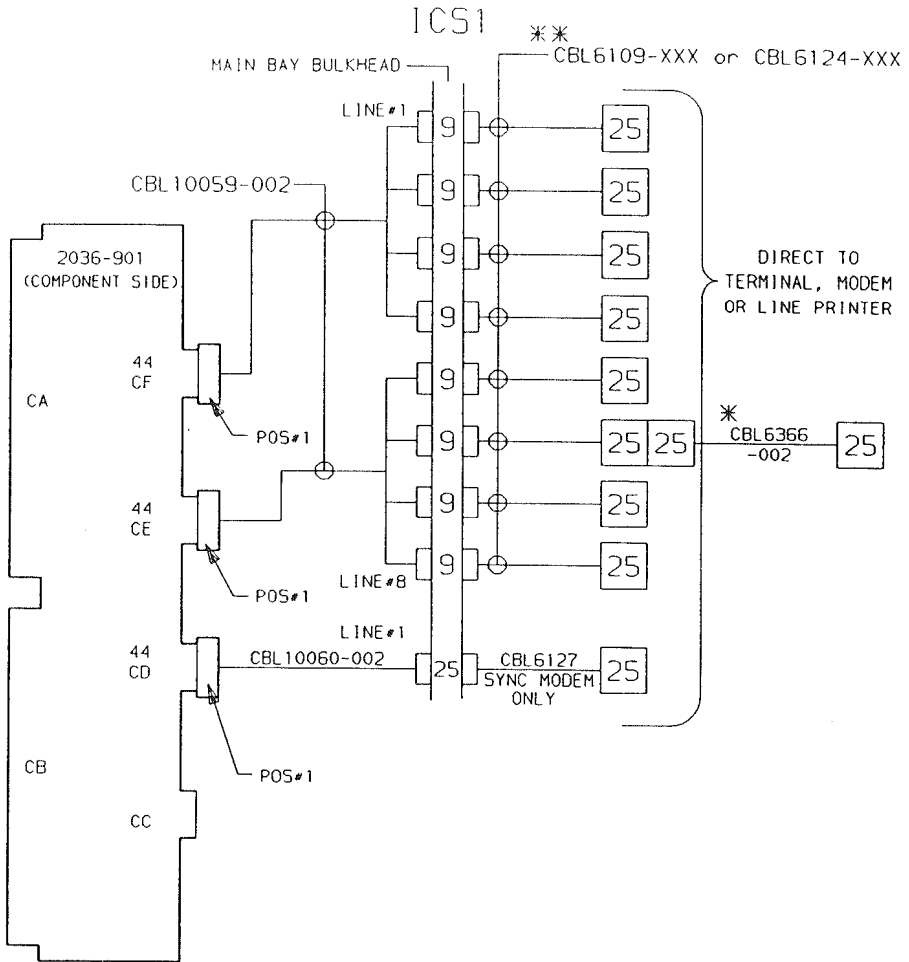 ICS1
**
CBL6109-XXX or CBL6124-XXX
MAIN BAY BULKHEAD
LINE#1
9
25
CBL10059-002
9
25
2036-901
(COMPONENT SIDE)
9
25
DIRECT TO
TERMINAL, MODEM
OR LINE PRINTER
9
25
44
CF
CA
9
25
POS#1
9
25
25
*
CBL6366
-002
25
44
CE
9
25
POS#1
LINE#8
9
25
LINE#1
44
CD
CBL10060-002
25
CBL6127
SYNC MODEM
ONLY
25
CB
POS#1
CC